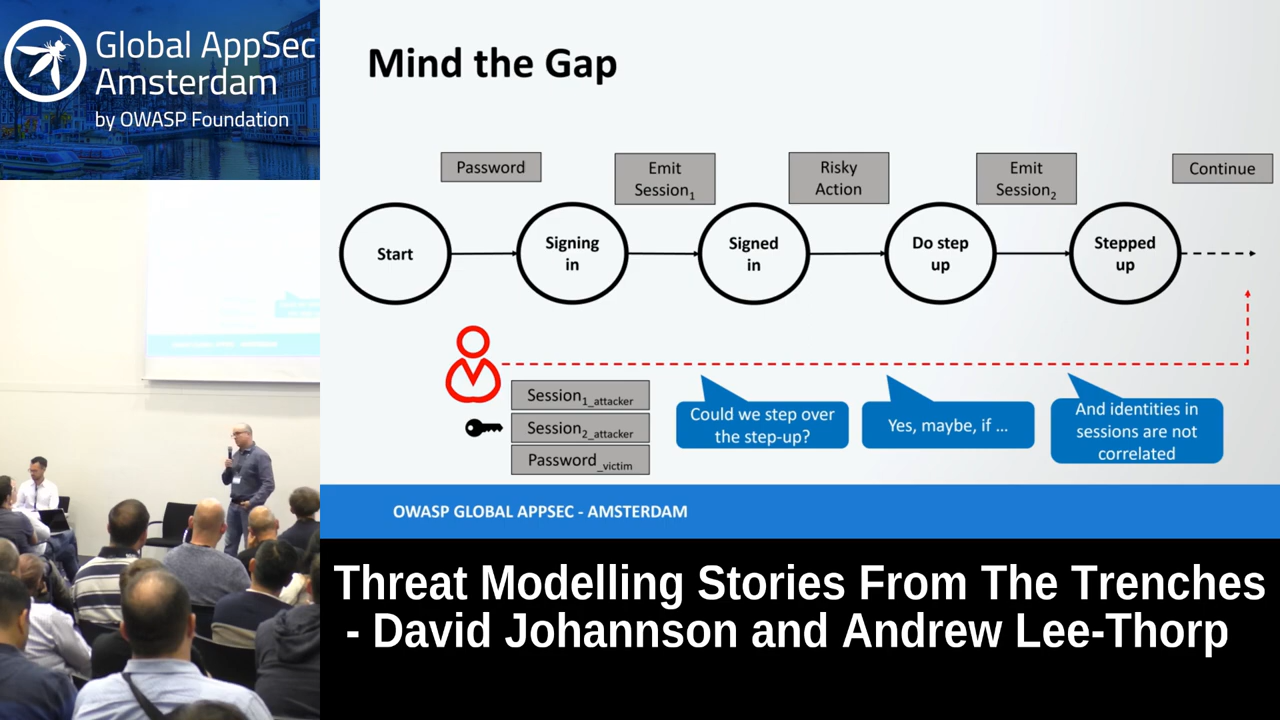 Global AppSec
Amsterdam
by OWASP Foundation
Mind the Gap
Password
Emit
Session1
Risky
Action
Emit
Session2
Continue
Start
Signing
in
Signed
in
Do step
up
Stepped
up
Session1_attacker
Session2_attacker
Password_victim
Could we step over
the step-up?
Yes, maybe, if ...
And identities in
sessions are not
correlated
OWASP GLOBAL APPSEC - AMSTERDAM
Threat Modelling Stories From The Trenches
- David Johannson and Andrew Lee-Thorp